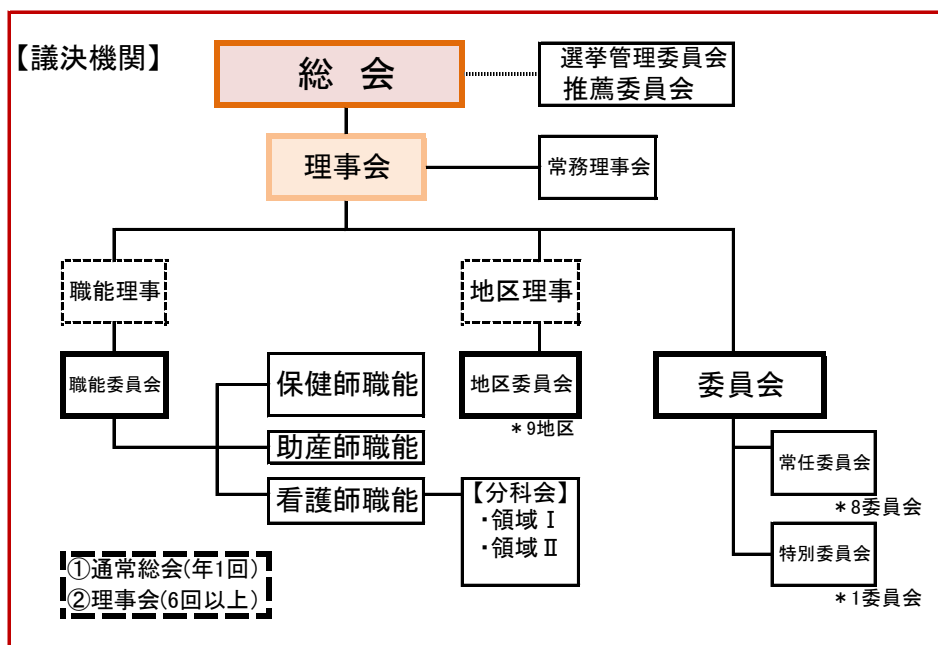 【議決機関】
総 会
選挙管理委員会
推薦委員会
理事会
常務理事会
職能理事
地区理事
職能委員会
保健師職能
地区委員会
委員会
*9地区
助産師職能
常任委員会
看護師職能
【分科会】
・領域Ⅰ
・領域Ⅱ
*8委員会
特別委員会
*1委員会
①通常総会(年1回)
②理事会(6回以上)